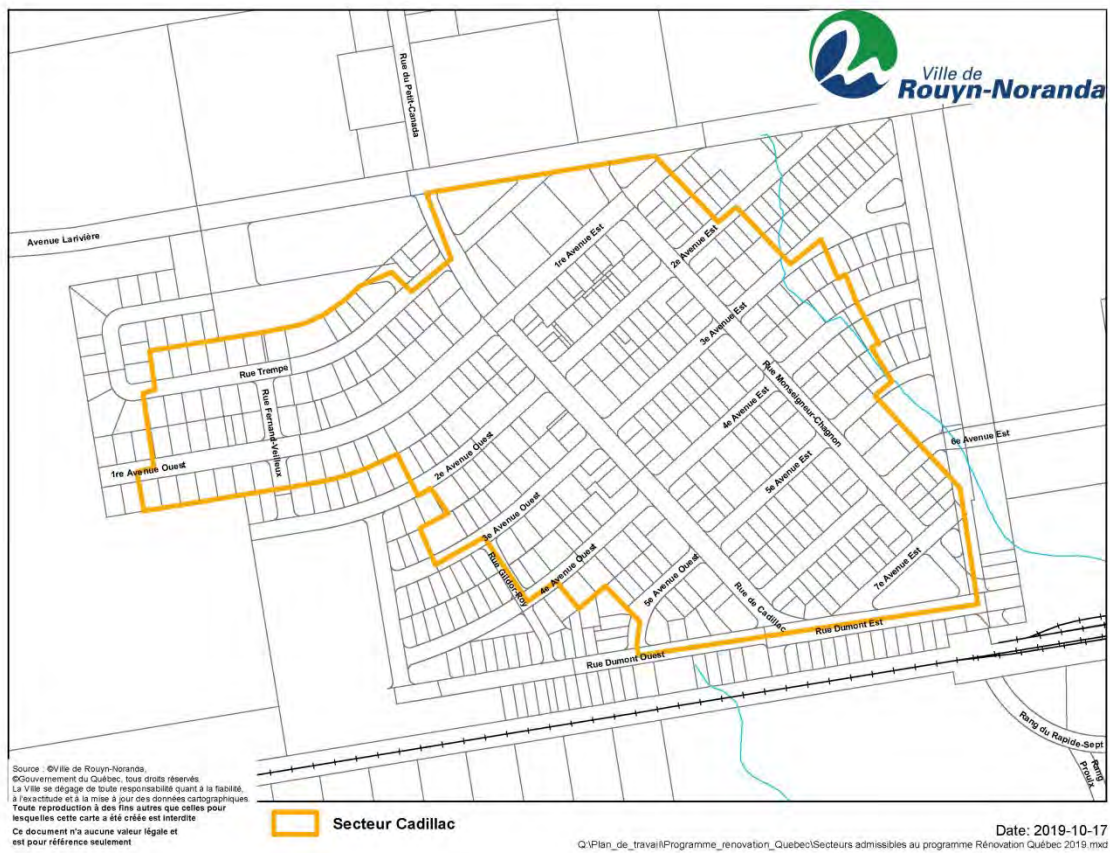 Ville de
Rouyn-Noranda
Rue du Petit-Canada
Avenue Larivière
1re Avenue Est
2e Avenue Est
3e Avenue Est
Rue Trempe
Rue Fernand-Veilleux
Rue Monseigneur-Chagnon
4e Avenue Est
2e Avenue Ouest
6e Avenue Est
1re Avenue Ouest
5e Avenue Est
3e Avenue Ouest
Rue Gildor-Roy
4e Avenue Ouest
5e Avenue Ouest
7e Avenue Est
Rue de Cadillac
Rue Dumont Est
Rue Dumont Ouest
Rang du Rapide-Sept
Rang
Proulx
Source : ©Ville de Rouyn-Noranda,
©Gouvernement du Québec, tous droits réservés.
La Ville se dégage de toute responsabilité quant à la fiabilité,
à l'exactitude et à la mise à jour des données cartographiques.
Toute reproduction à des fins autres que celles pour
lesquelles cette carte a été créée est interdite
Ce document n'a aucune valeur légale et
est pour référence seulement
Secteur Cadillac
Date: 2019-10-17
Q:\Plan_de_travail\Programme_renovation_Quebec\Secteurs admissibles au programme Rénovation Québec 2019.mxd